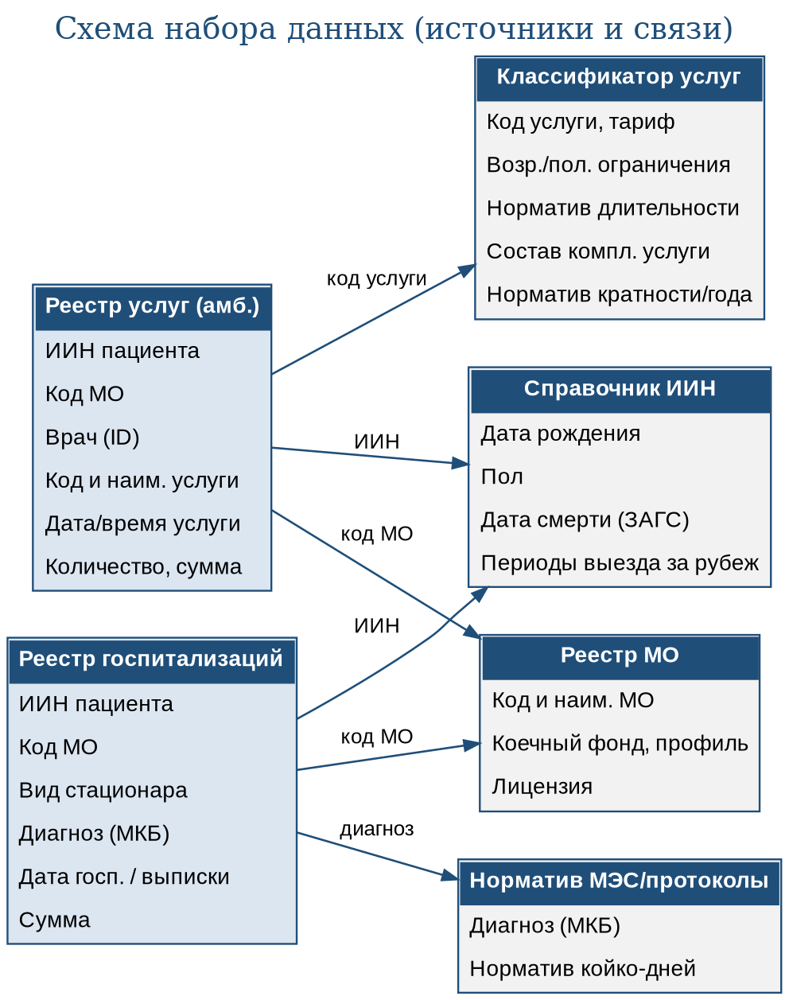 Схема набора данных (источники и связи)
Классификатор услуг
Код услуги, тариф
Возр./пол. ограничения
Норматив длительности
Состав компл. услуги
Норматив кратности/года
код услуги
Реестр услуг (амб.)
ИИН пациента
Код МО
Врач (ID)
Код и наим. услуги
Дата/время услуги
Количество, сумма
ИИН
Справочник ИИН
Дата рождения
Пол
Дата смерти (ЗАГС)
Периоды выезда за рубеж
код МО
ИИН
Реестр госпитализаций
ИИН пациента
Код МО
Вид стационара
Диагноз (МКБ)
Дата госп. / выписки
Сумма
код МО
Реестр МО
Код и наим. МО
Коечный фонд, профиль
Лицензия
диагноз
Норматив МЭС/протоколы
Диагноз (МКБ)
Норматив койко-дней